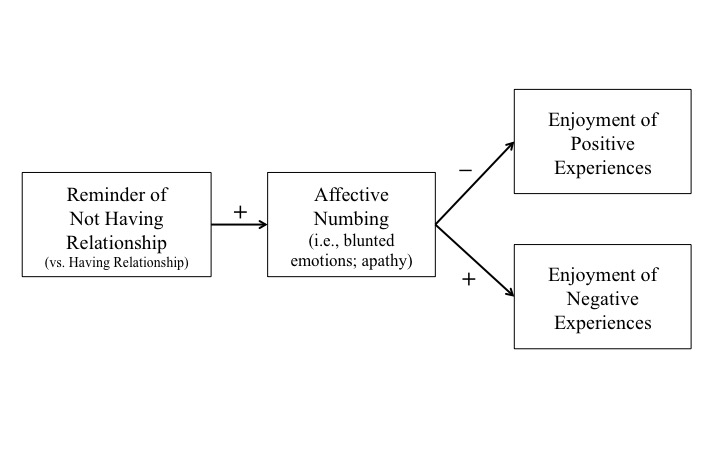 Reminder of
Not Having
Relationship
(vs. Having Relationship)
+
Affective
Numbing
(i.e., blunted
emotions; apathy)
−
Enjoyment of
Positive
Experiences
+
Enjoyment of
Negative
Experiences